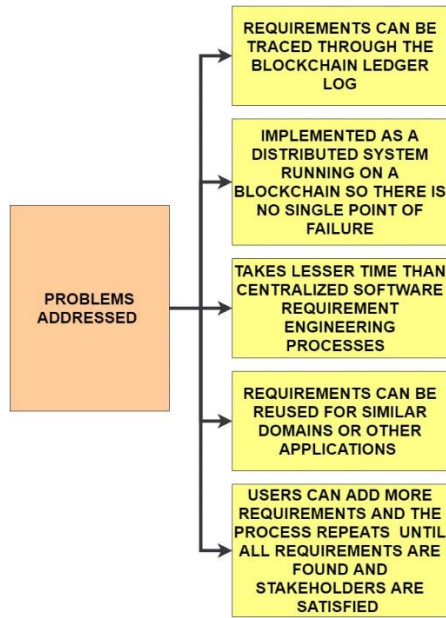 REQUIREMENTS CAN BE
TRACED THROUGH THE
BLOCKCHAIN LEDGER
LOG
IMPLEMENTED AS A
DISTRIBUTED SYSTEM
RUNNING ON A
BLOCKCHAIN SO THERE IS
NO SINGLE POINT OF
FAILURE
PROBLEMS
ADDRESSED
TAKES LESSER TIME THAN
CENTRALIZED SOFTWARE
REQUIREMENT
ENGINEERING
PROCESSES
REQUIREMENTS CAN BE
REUSED FOR SIMILAR
DOMAINS OR OTHER
APPLICATIONS
USERS CAN ADD MORE
REQUIREMENTS AND THE
PROCESS REPEATS UNTIL
ALL REQUIREMENTS ARE
FOUND AND
STAKEHOLDERS ARE
SATISFIED